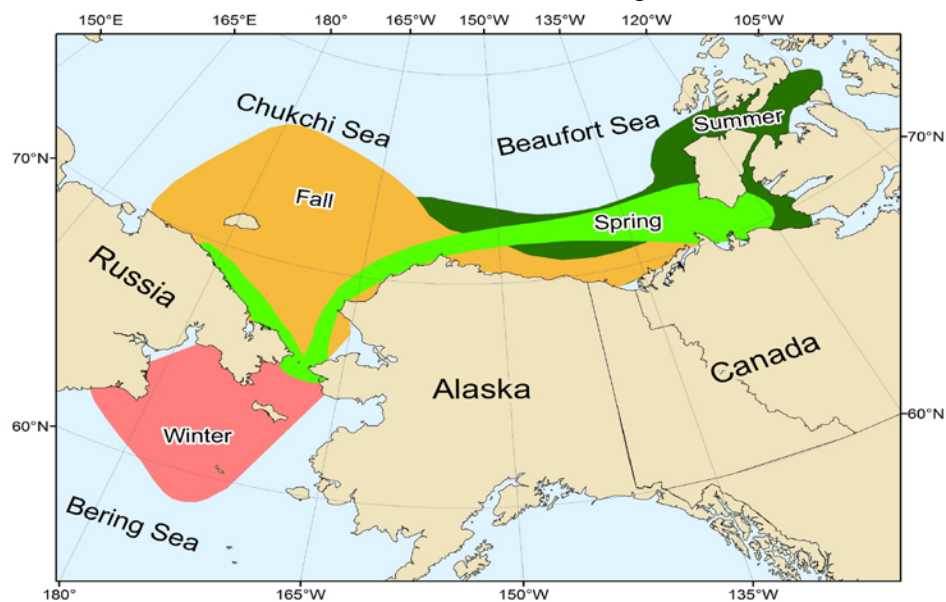 150°E 165°E 180° 165°W 150°W 135°W 120°W 105°W
Chukchi Sea
Beaufort Sea
Summer
70°N
70°N
Fall
Spring
Russia
Canada
Alaska
60°N
Winter
60°N
Bering Sea
180° 165°W 150°W 135°W